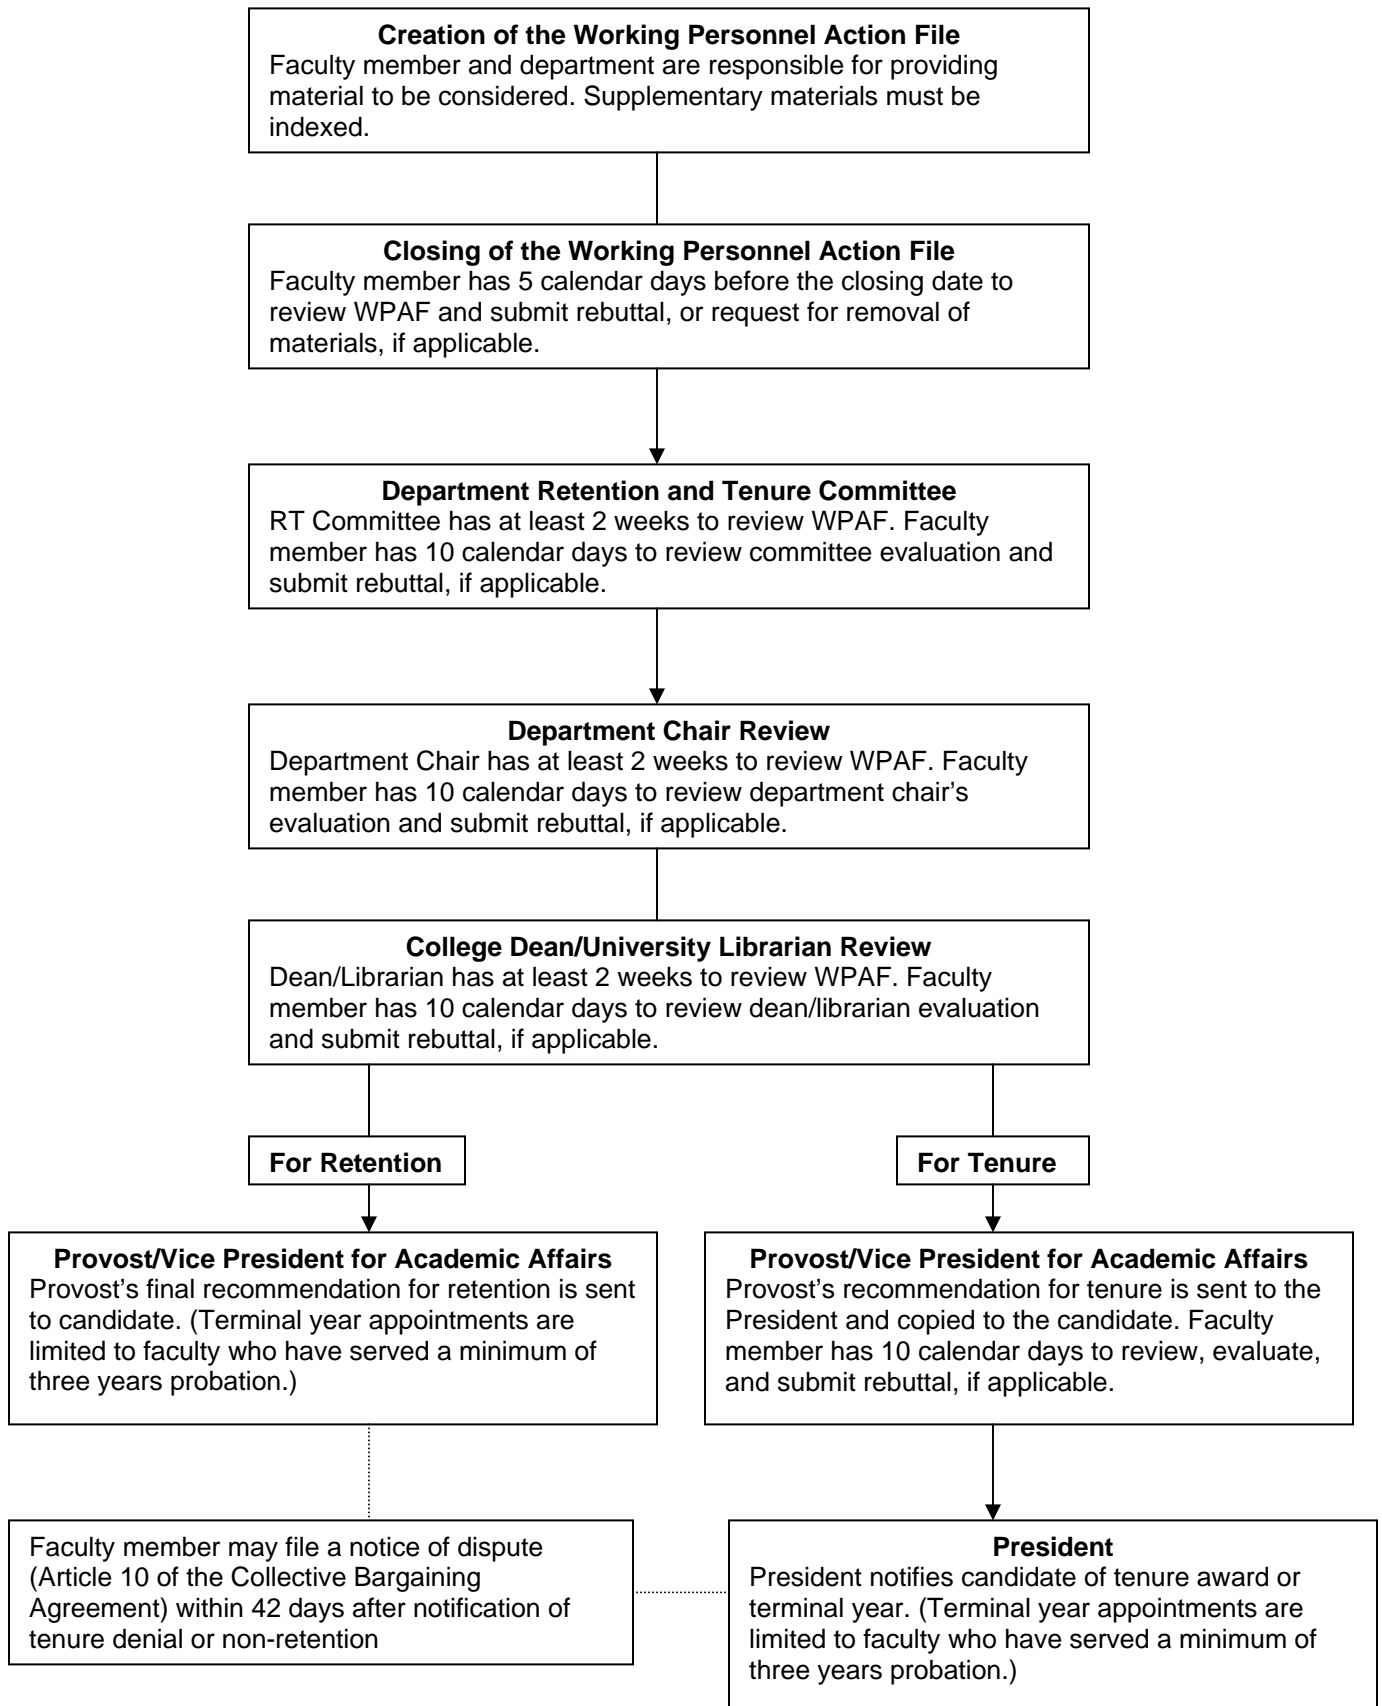 Creation of the Working Personnel Action File
Faculty member and department are responsible for providing
material to be considered. Supplementary materials must be
indexed.
Closing of the Working Personnel Action File
Faculty member has 5 calendar days before the closing date to
review WPAF and submit rebuttal, or request for removal of
materials, if applicable.
Department Retention and Tenure Committee
RT Committee has at least 2 weeks to review WPAF. Faculty
member has 10 calendar days to review committee evaluation and
submit rebuttal, if applicable.
Department Chair Review
Department Chair has at least 2 weeks to review WPAF. Faculty
member has 10 calendar days to review department chair’s
evaluation and submit rebuttal, if applicable.
College Dean/University Librarian Review
Dean/Librarian has at least 2 weeks to review WPAF. Faculty
member has 10 calendar days to review dean/librarian evaluation
and submit rebuttal, if applicable.
For Retention
For Tenure
Provost/Vice President for Academic Affairs
Provost’s final recommendation for retention is sent
to candidate. (Terminal year appointments are
limited to faculty who have served a minimum of
three years probation.)
Provost/Vice President for Academic Affairs
Provost’s recommendation for tenure is sent to the
President and copied to the candidate. Faculty
member has 10 calendar days to review, evaluate,
and submit rebuttal, if applicable.
Faculty member may file a notice of dispute
(Article 10 of the Collective Bargaining
Agreement) within 42 days after notification of
tenure denial or non-retention
President
President notifies candidate of tenure award or
terminal year. (Terminal year appointments are
limited to faculty who have served a minimum of
three years probation.)